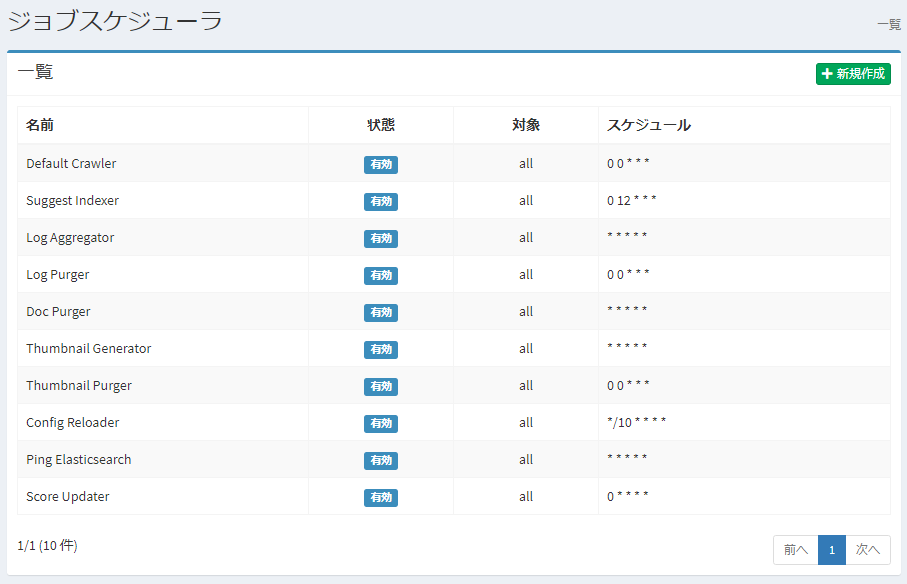 ジョブスケジューラ
一覧
一覧
新規作成
名前 状態 対象 スケジュール
Default Crawler 有効 all 0 0 * * *
Suggest Indexer 有効 all 0 12 * * *
Log Aggregator 有効 all * * * * *
Log Purger 有効 all 0 0 * * *
Doc Purger 有効 all * * * * *
Thumbnail Generator 有効 all * * * * *
Thumbnail Purger 有効 all 0 0 * * *
Config Reloader 有効 all */10 * * * *
Ping Elasticsearch 有効 all * * * * *
Score Updater 有効 all 0 * * * *
1/1 (10 件)
前へ 1 次へ